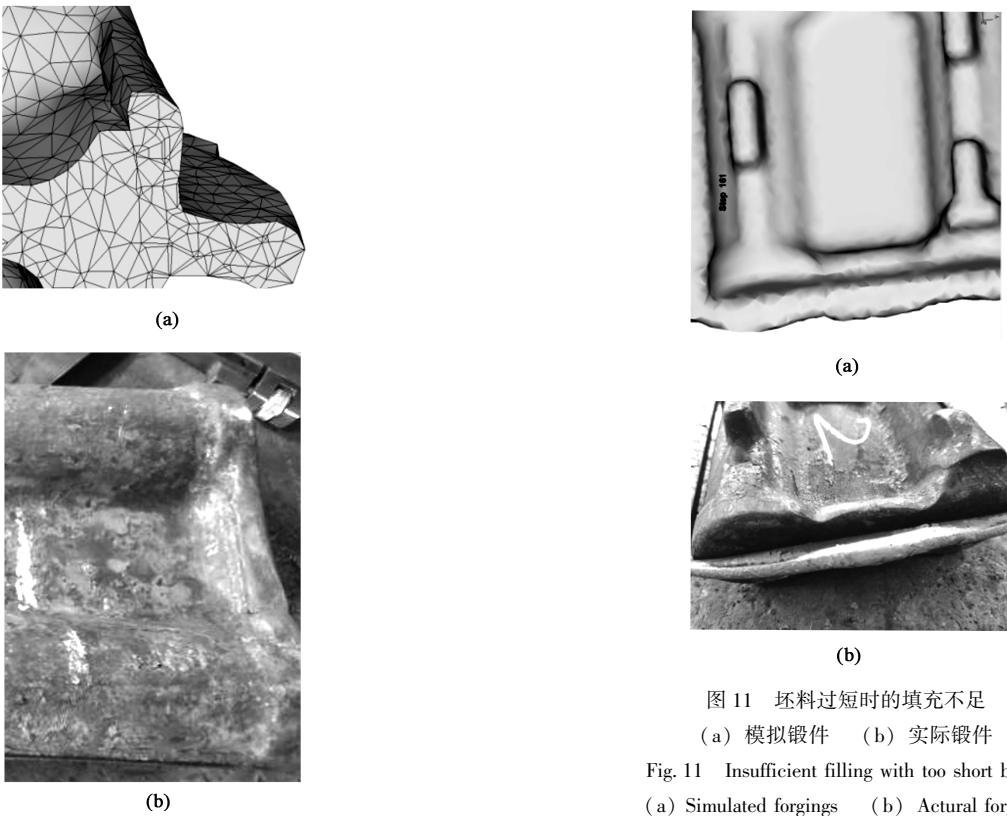 (a)
(b)
Step 161
(a)
2
(b)
图 11 坯料过短时的填充不足
(a) 模拟锻件 (b) 实际锻件
Fig. 11 Insufficient filling with too short
(a) Simulated forgings (b) Actural